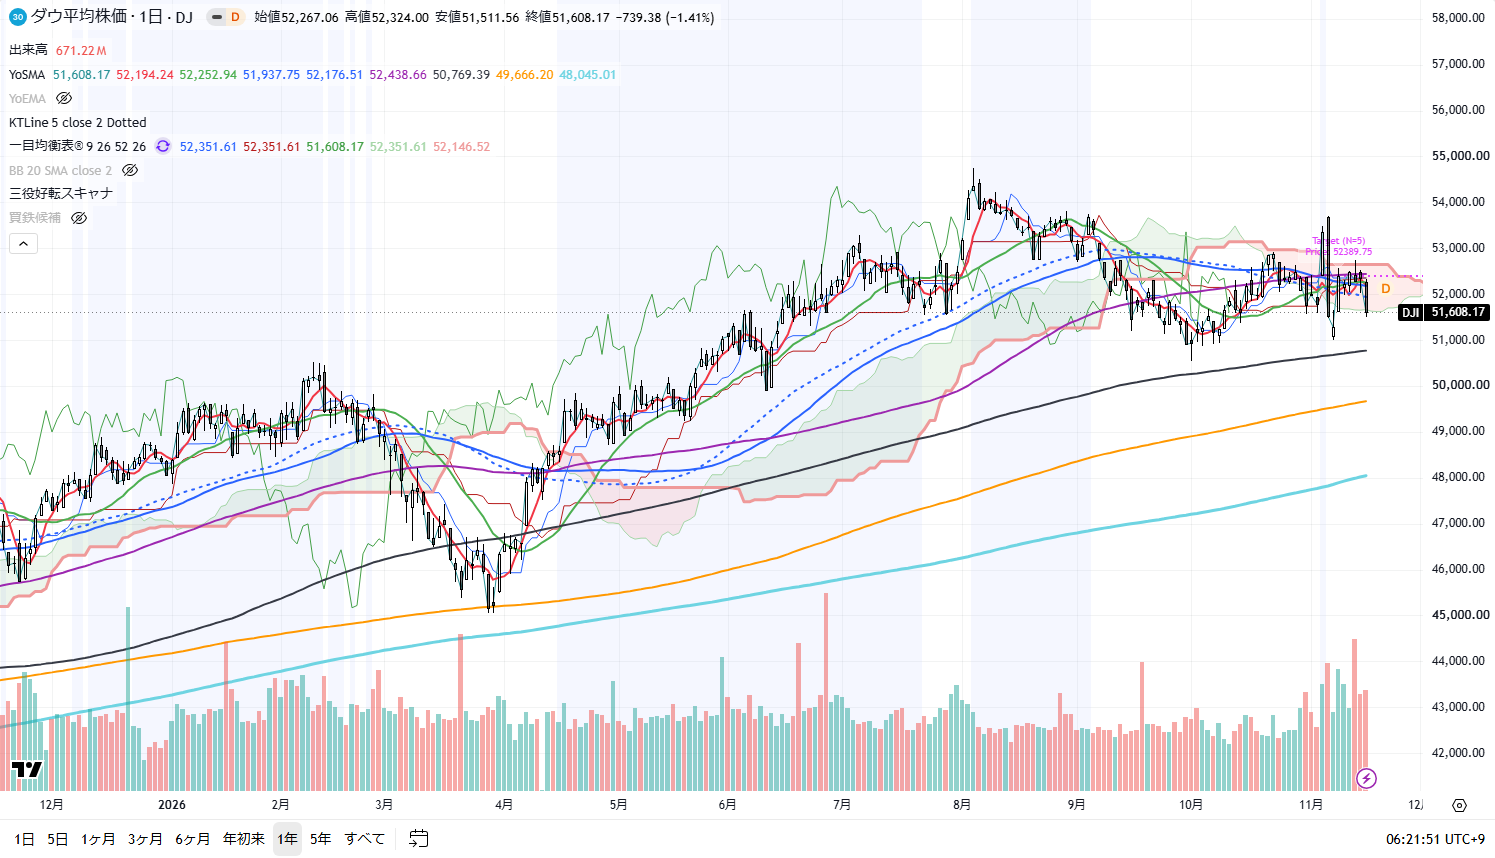 ダウ平均株価 · 1日 · DJ D 始値52,267.06 高値52,324.00 安値51,511.56 終値51,608.17 −739.38 (−1.41%)
出来高 671.22 M
YoSMA 51,608.17 52,194.24 52,252.94 51,937.75 52,176.51 52,438.66 50,769.39 49,666.20 48,045.01
YoEMA
KTLine 5 close 2 Dotted
一目均衡表® 9 26 52 26 52,351.61 52,351.61 51,608.17 52,351.61 52,146.52
BB 20 SMA close 2
三役好転スキャナ
買鉄候補
Target (N=5)
Price: 52389.75
D
58,000.00
57,000.00
56,000.00
55,000.00
54,000.00
53,000.00
52,000.00
DJI 51,608.17
51,000.00
50,000.00
49,000.00
48,000.00
47,000.00
46,000.00
45,000.00
44,000.00
43,000.00
42,000.00
12月 2026 2月 3月 4月 5月 6月 7月 8月 9月 10月 11月 12月
1日 5日 1ヶ月 3ヶ月 6ヶ月 年初来 1年 5年 すべて 06:21:51 UTC+9